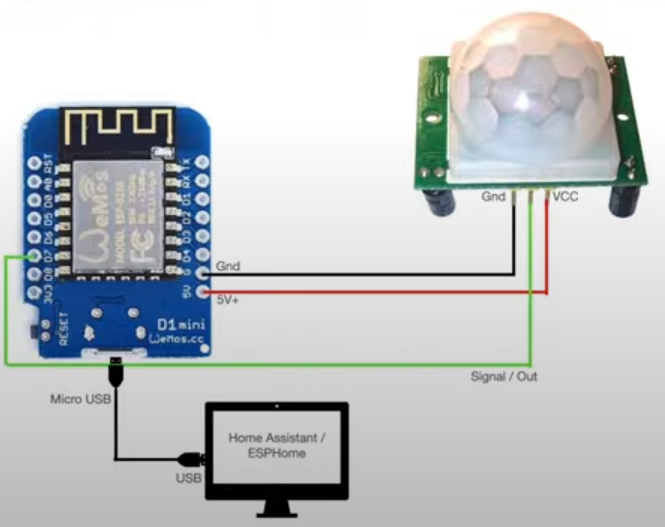 Gnd
VCC
RST
A0
D0
D5
D6
D7
D8
3V3
TX
RX
D1
D2
D3
D4
G
5V
WeMos
MODEL ESP-8266
FC
Gnd
5V+
RESET
D1 mini
WeMos.cc
Signal / Out
Micro USB
Home Assistant /
ESPHome
USB